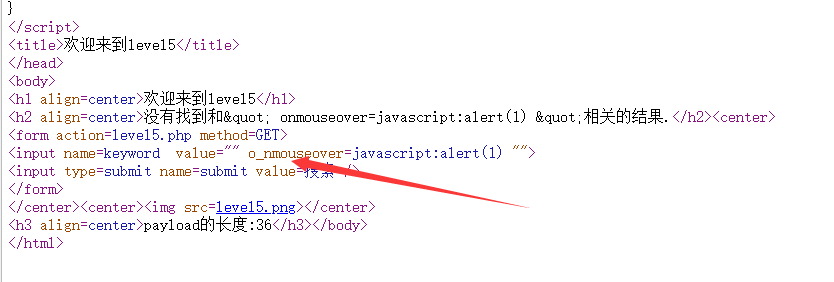 }
</script>
<title>欢迎来到level5</title>
</head>
<body>
<h1 align=center>欢迎来到level5</h1>
<h2 align=center>没有找到和&quot; onmouseover=javascript:alert(1) &quot;相关的结果.</h2><center>
<form action=level5.php method=GET>
<input name=keyword  value="" o_nmouseover=javascript:alert(1) "">
<input type=submit name=submit value=搜索 />
</form>
</center><center><img src=level5.png></center>
<h3 align=center>payload的长度:36</h3></body>
</html>